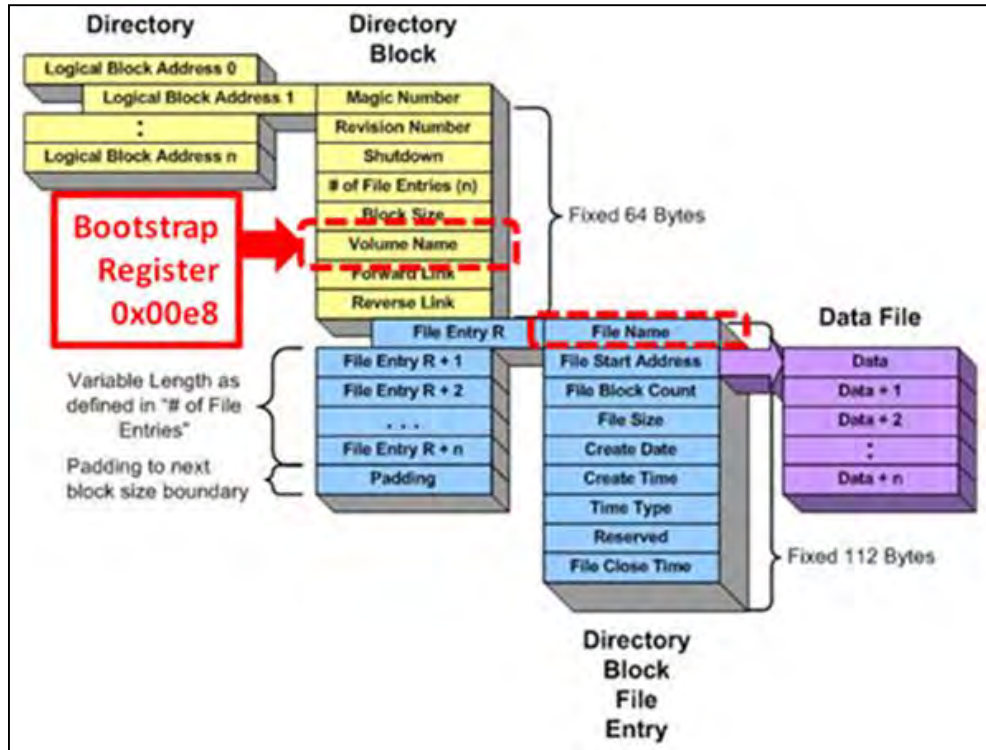 Directory
Logical Block Address 0
Logical Block Address 1
:
Logical Block Address n
Directory
Block
Magic Number
Revision Number
Shutdown
# of File Entries (n)
Block Size
Volume Name
Forward Link
Reverse Link
Fixed 64 Bytes
Bootstrap
Register
0x00e8
File Entry R
File Entry R + 1
File Entry R + 2
. . .
File Entry R + n
Padding
Variable Length as
defined in "# of File
Entries"
Padding to next
block size boundary
File Name
File Start Address
File Block Count
File Size
Create Date
Create Time
Time Type
Reserved
File Close Time
Fixed 112 Bytes
Directory
Block
File
Entry
Data File
Data
Data + 1
Data + 2
:
Data + n